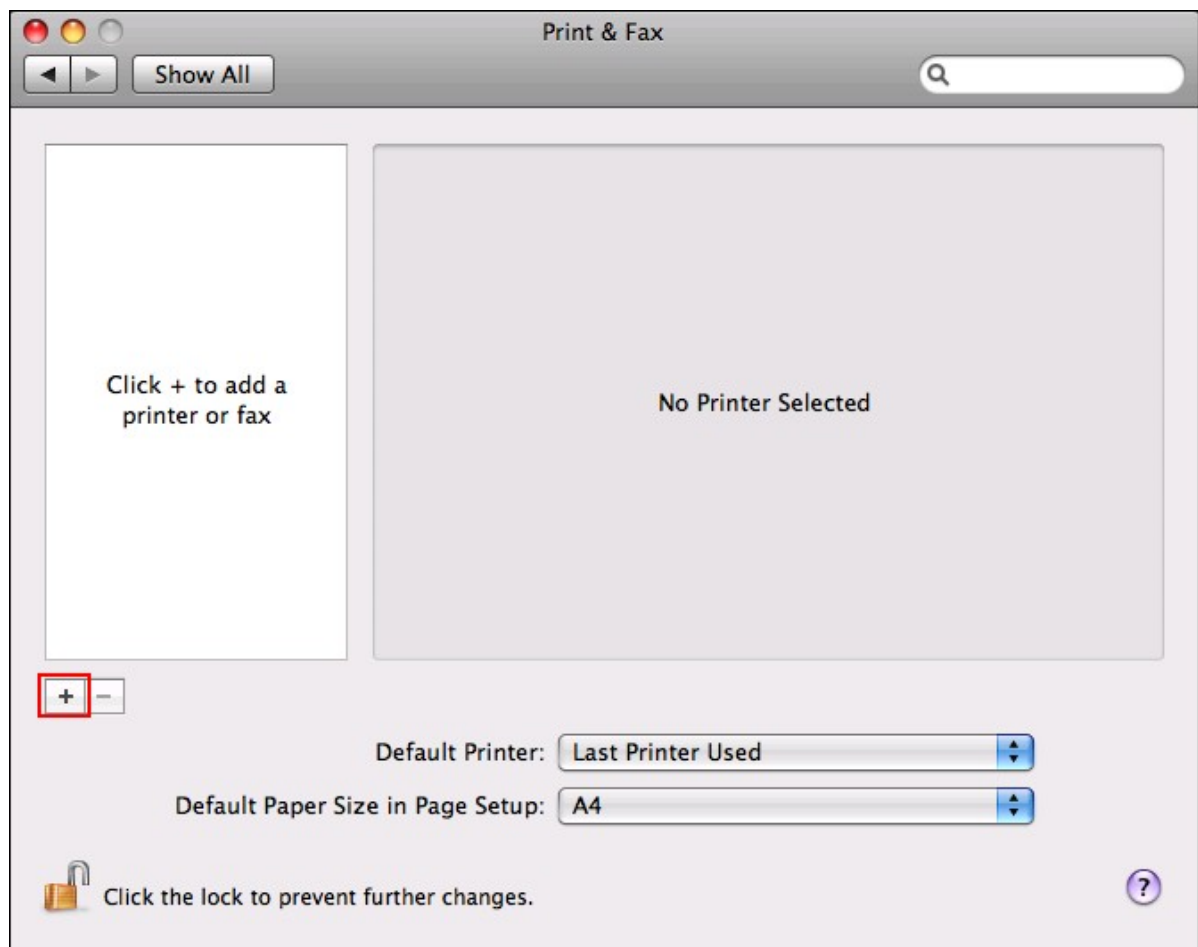 Print & Fax
Show All
Click + to add a
printer or fax
No Printer Selected
+ −
Default Printer: Last Printer Used
Default Paper Size in Page Setup: A4
Click the lock to prevent further changes.
?